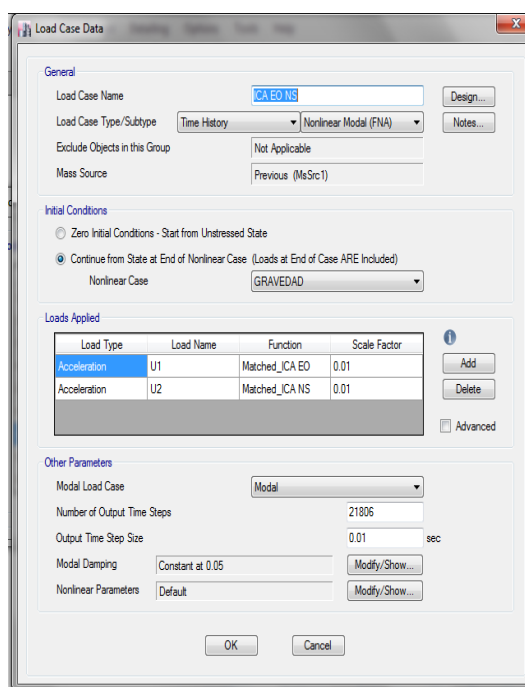 Load Case Data
General
Load Case Name ICA EO NS Design...
Load Case Type/Subtype Time History Nonlinear Modal (FNA) Notes...
Exclude Objects in this Group Not Applicable
Mass Source Previous (MsSrc1)
Initial Conditions
Zero Initial Conditions - Start from Unstressed State
Continue from State at End of Nonlinear Case (Loads at End of Case ARE Included)
Nonlinear Case GRAVEDAD
Loads Applied
Load Type Load Name Function Scale Factor
Acceleration U1 Matched_ICA EO 0.01 Add
Acceleration U2 Matched_ICA NS 0.01 Delete
Advanced
Other Parameters
Modal Load Case Modal
Number of Output Time Steps 21806
Output Time Step Size 0.01 sec
Modal Damping Constant at 0.05 Modify/Show...
Nonlinear Parameters Default Modify/Show...
OK Cancel